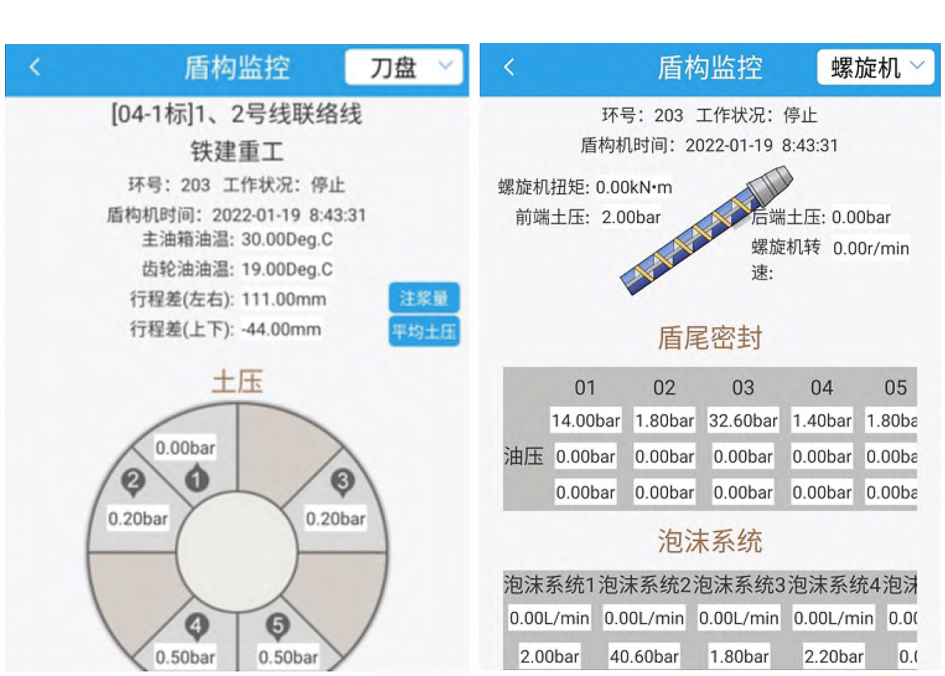 盾构监控
刀盘
[04-1标]1、2号线联络线
铁建重工
环号：203 工作状况：停止
盾构机时间：2022-01-19 8:43:31
主油箱油温: 30.00Deg.C
齿轮油油温: 19.00Deg.C
行程差(左右): 111.00mm
注浆量
行程差(上下): -44.00mm
平均土压
土压
0.00bar
1
2
0.20bar
3
0.20bar
4
0.50bar
5
0.50bar
盾构监控
螺旋机
环号：203 工作状况：停止
盾构机时间：2022-01-19 8:43:31
螺旋机扭矩: 0.00kN•m
前端土压: 2.00bar
后端土压: 0.00bar
螺旋机转速: 0.00r/min
盾尾密封
01 02 03 04 05
14.00bar 1.80bar 32.60bar 1.40bar 1.80ba
油压 0.00bar 0.00bar 0.00bar 0.00bar 0.00ba
0.00bar 0.00bar 0.00bar 0.00bar 0.00ba
泡沫系统
泡沫系统1 泡沫系统2 泡沫系统3 泡沫系统4 泡沫
0.00L/min 0.00L/min 0.00L/min 0.00L/min 0.00
2.00bar 40.60bar 1.80bar 2.20bar 0.